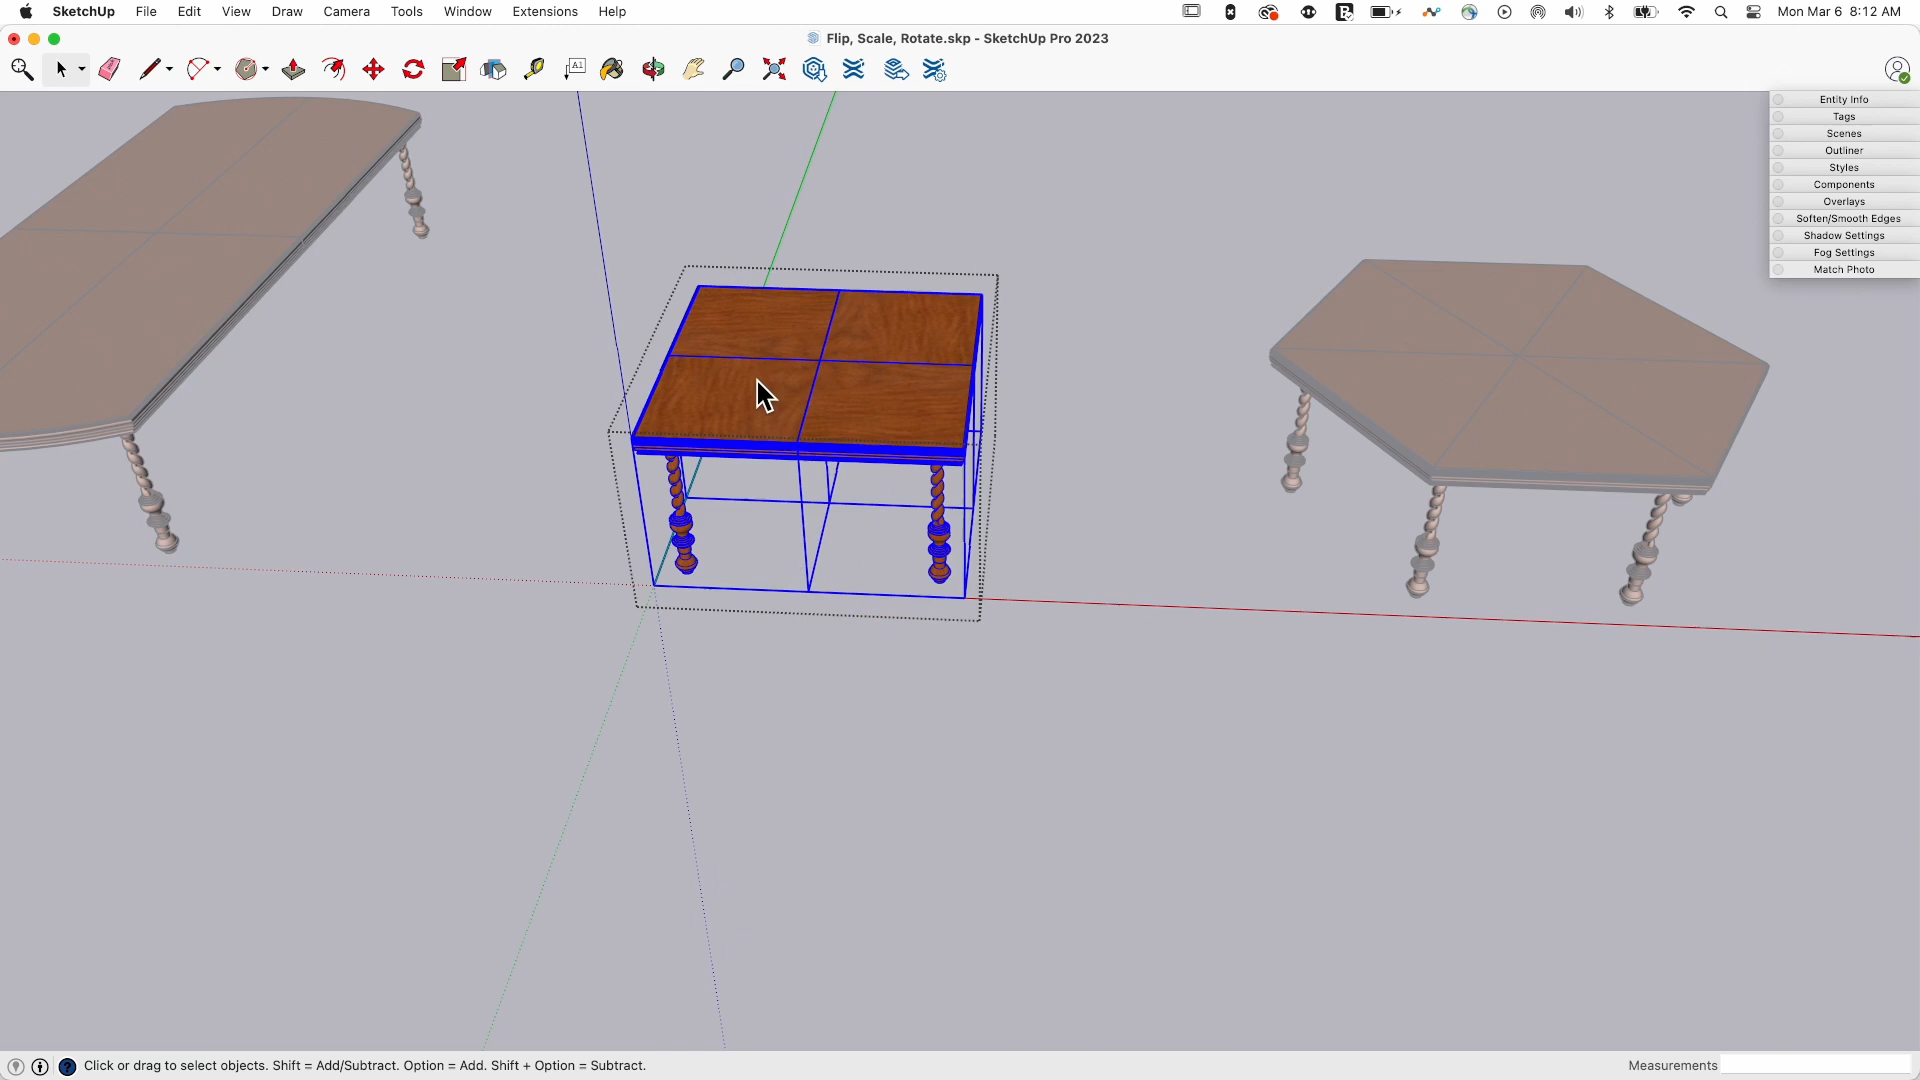 SketchUp File Edit View Draw Camera Tools Window Extensions Help Mon Mar 6 8:12 AM
Flip, Scale, Rotate.skp - SketchUp Pro 2023
A1
Entity Info
Tags
Scenes
Outliner
Styles
Components
Overlays
Soften/Smooth Edges
Shadow Settings
Fog Settings
Match Photo
Click or drag to select objects. Shift = Add/Subtract. Option = Add. Shift + Option = Subtract. Measurements